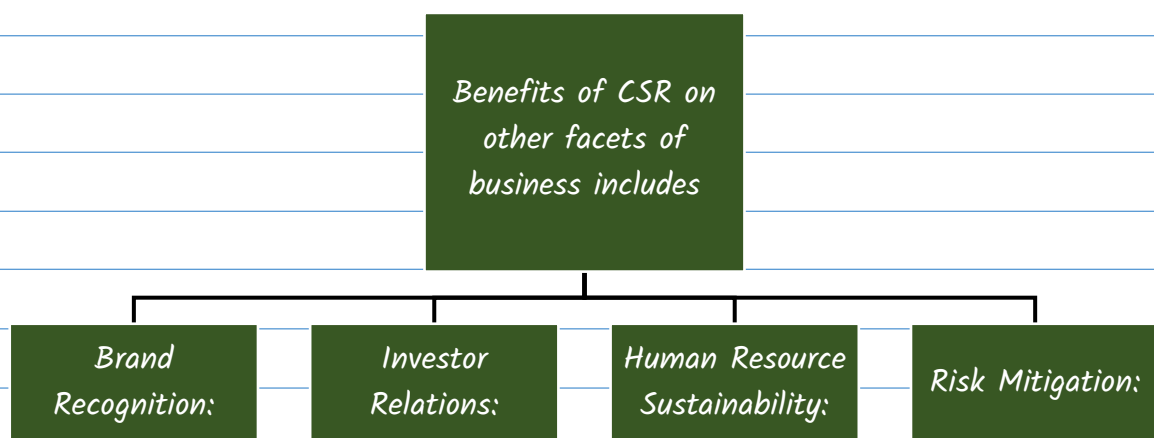 Benefits of CSR on
other facets of
business includes
Brand
Recognition:
Investor
Relations:
Human Resource
Sustainability:
Risk Mitigation: